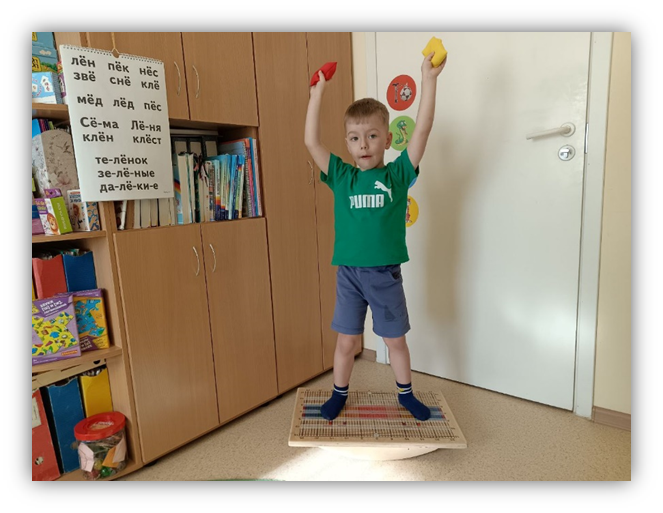 лён пёк нёс
звё снё клё
мёд лёд пёс
Сё-ма Лё-ня
клён клёст
те-лёнок
зе-лё-ные
да-лё-ки-е
PUMA